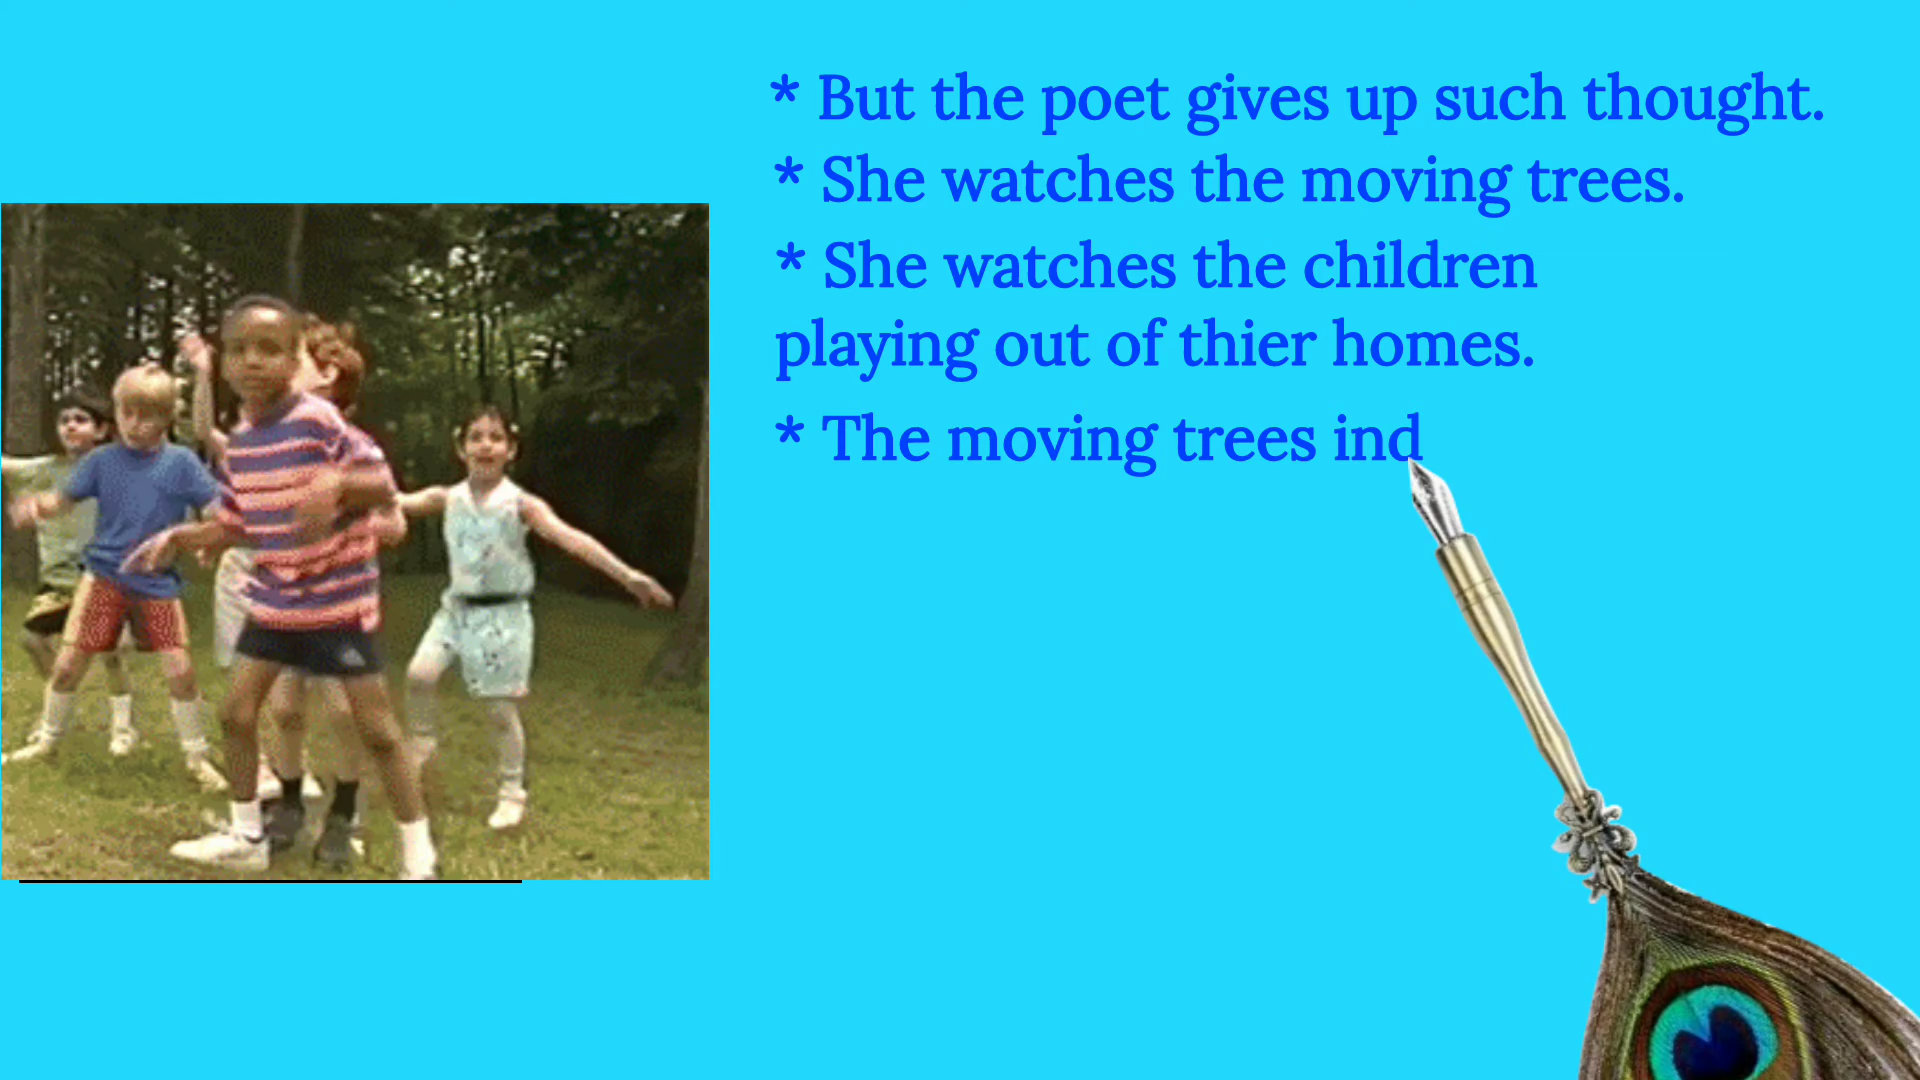 * But the poet gives up such thought.
* She watches the moving trees.
* She watches the children
playing out of thier homes.
* The moving trees ind